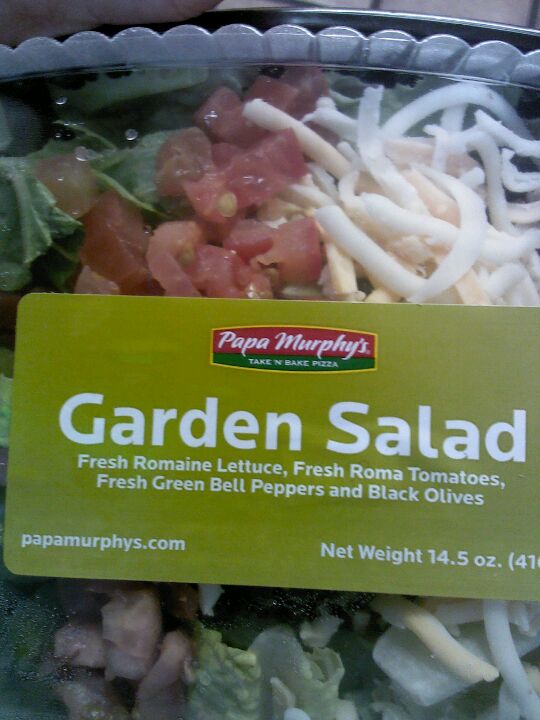 Papa Murphy's
TAKE 'N' BAKE PIZZA
Garden Salad
Fresh Romaine Lettuce, Fresh Roma Tomatoes,
Fresh Green Bell Peppers and Black Olives
papamurphys.com
Net Weight 14.5 oz.